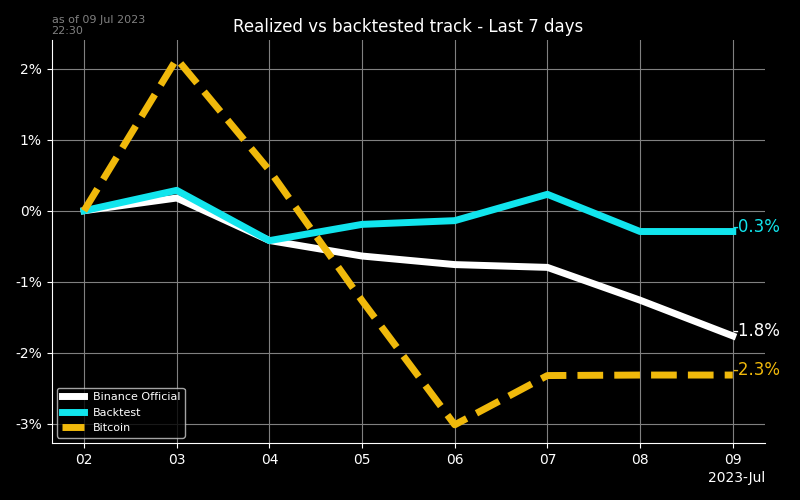 as of 09 Jul 2023
22:30
Realized vs backtested track - Last 7 days
2%
1%
0%
-1%
-2%
-3%
-0.3%
-1.8%
-2.3%
Binance Official
Backtest
Bitcoin
02 03 04 05 06 07 08 09
2023-Jul